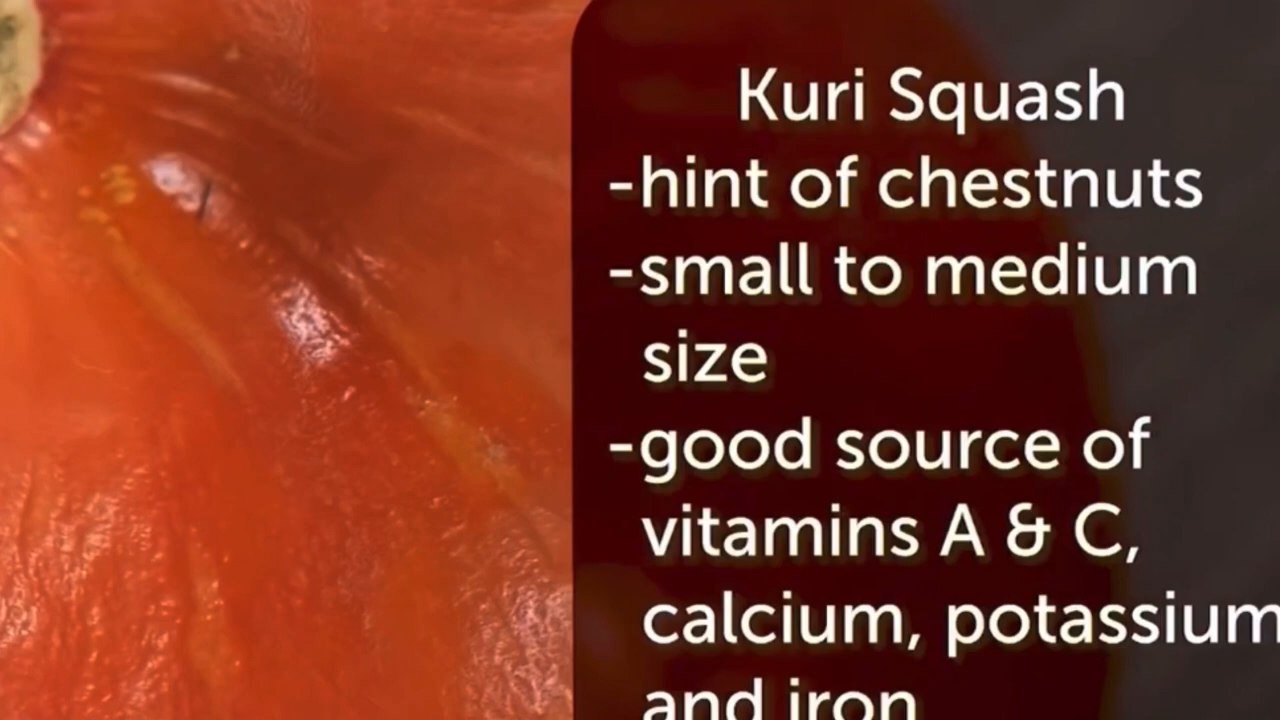 Kuri Squash
-hint of chestnuts
-small to medium
size
-good source of
vitamins A & C,
calcium, potassium
and iron